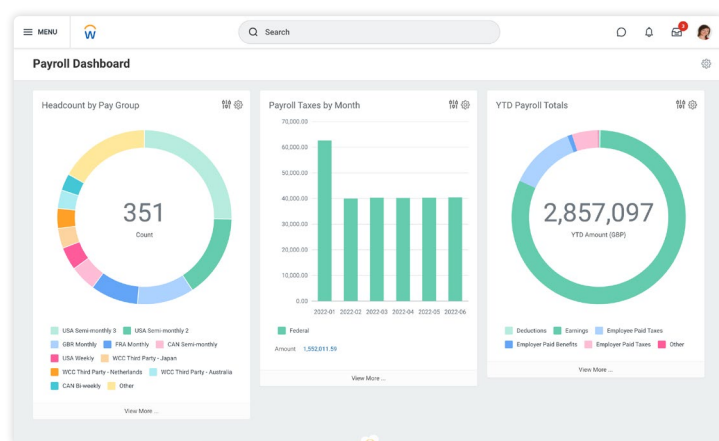 MENU
Search
3
Payroll Dashboard
Headcount by Pay Group
351
Count
USA Semi-monthly 3 USA Semi-monthly 2
GBR Monthly FRA Monthly CAN Semi-monthly
USA Weekly WCC Third Party - Japan
WCC Third Party - Netherlands WCC Third Party - Australia
CAN Bi-weekly Other
View More ...
Payroll Taxes by Month
70,000.00
60,000.00
50,000.00
40,000.00
30,000.00
20,000.00
10,000.00
0.00
2022-01 2022-02 2022-03 2022-04 2022-05 2022-06
Federal
Amount 1,552,011.59
View More ...
YTD Payroll Totals
2,857,097
YTD Amount (GBP)
Deductions Earnings Employee Paid Taxes
Employer Paid Benefits Employer Paid Taxes Other
View More ...